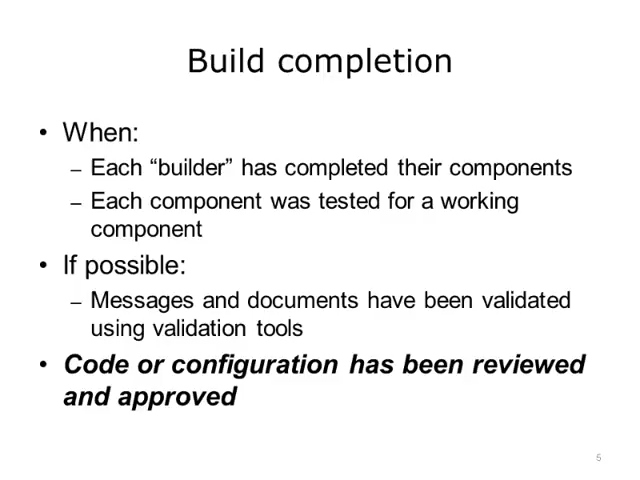 Build completion
• When:
– Each “builder” has completed their components
– Each component was tested for a working
component
• If possible:
– Messages and documents have been validated
using validation tools
• Code or configuration has been reviewed
and approved
5